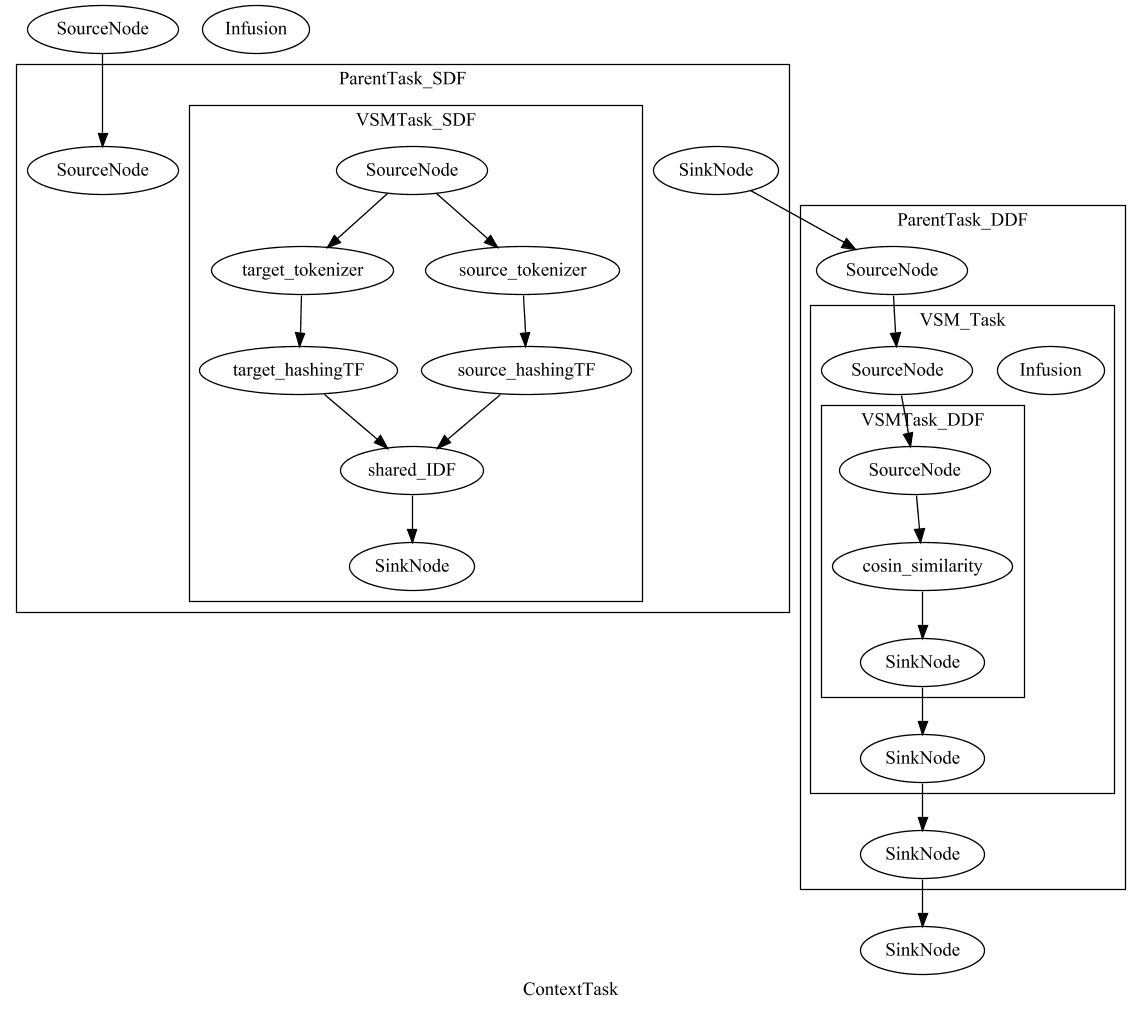 SourceNode
Infusion
ParentTask_SDF
VSMTask_SDF
SourceNode
SourceNode
SinkNode
ParentTask_DDF
target_tokenizer
source_tokenizer
SourceNode
VSM_Task
target_hashingTF
source_hashingTF
SourceNode
Infusion
VSMTask_DDF
shared_IDF
SourceNode
SinkNode
cosin_similarity
SinkNode
SinkNode
SinkNode
SinkNode
ContextTask